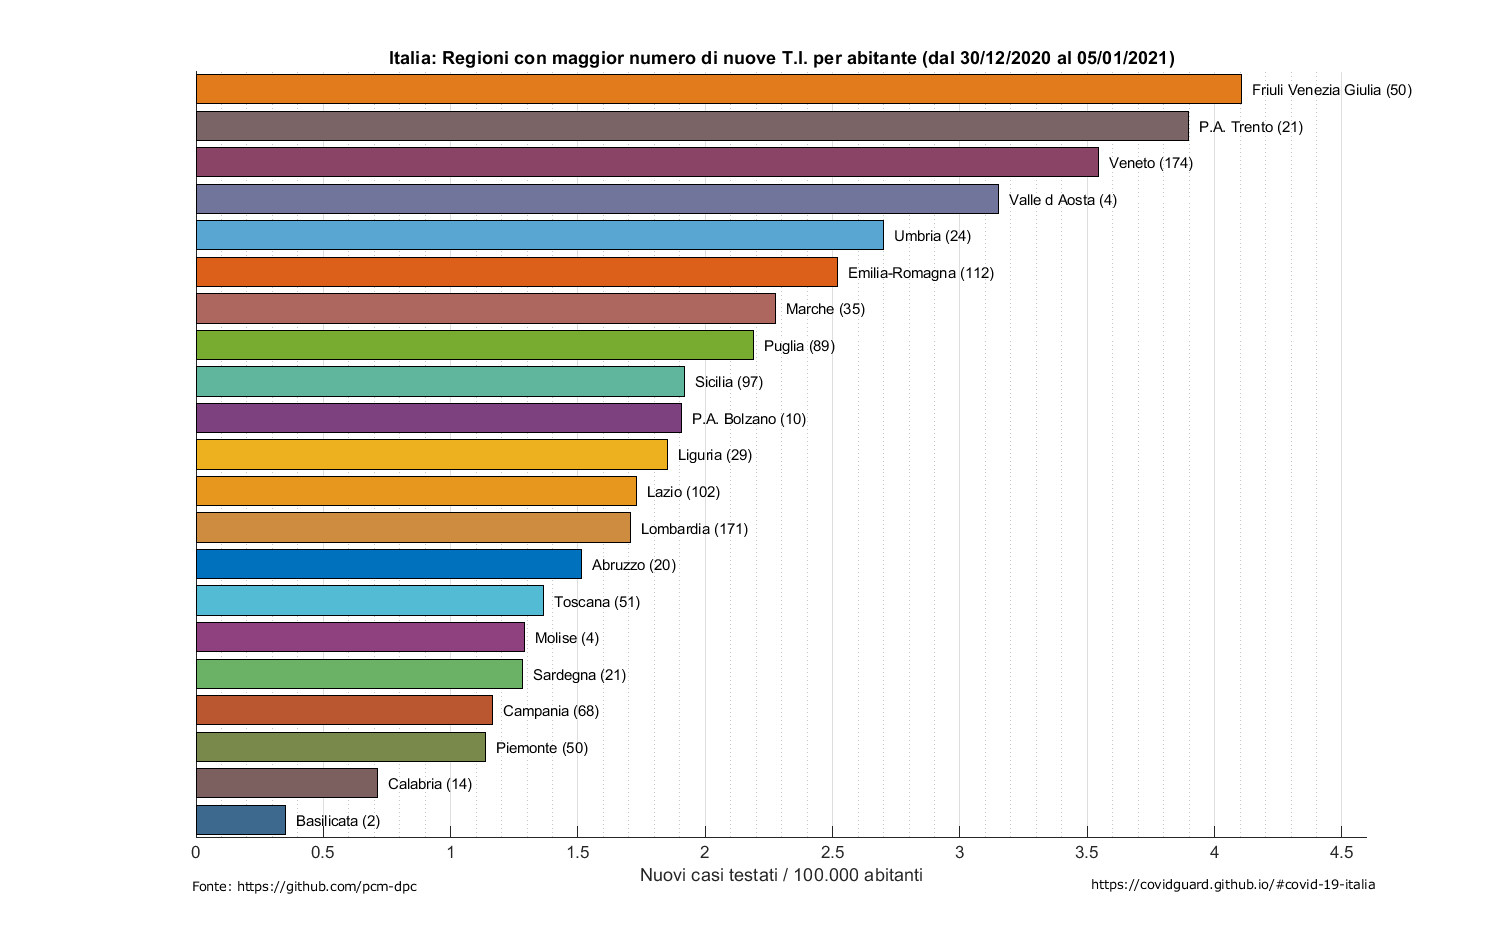 Italia: Regioni con maggior numero di nuove T.I. per abitante (dal 30/12/2020 al 05/01/2021)
Friuli Venezia Giulia (50)
P.A. Trento (21)
Veneto (174)
Valle d Aosta (4)
Umbria (24)
Emilia-Romagna (112)
Marche (35)
Puglia (89)
Sicilia (97)
P.A. Bolzano (10)
Liguria (29)
Lazio (102)
Lombardia (171)
Abruzzo (20)
Toscana (51)
Molise (4)
Sardegna (21)
Campania (68)
Piemonte (50)
Calabria (14)
Basilicata (2)
0 0.5 1 1.5 2 2.5 3 3.5 4 4.5
Nuovi casi testati / 100.000 abitanti
Fonte: https://github.com/pcm-dpc
https://covidguard.github.io/#covid-19-italia